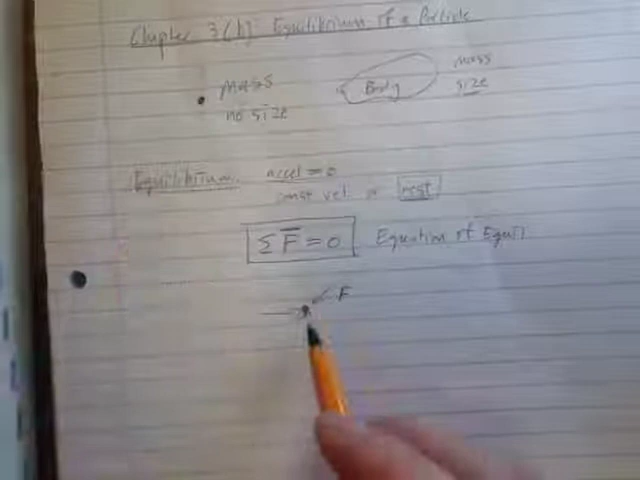 Chapter 3(1) Equilibrium of a Particle
mass
no size
Body
mass
size
Equilibrium. accel = 0
const vel or rest
Σ F̅ = 0 Equation of Equil
F